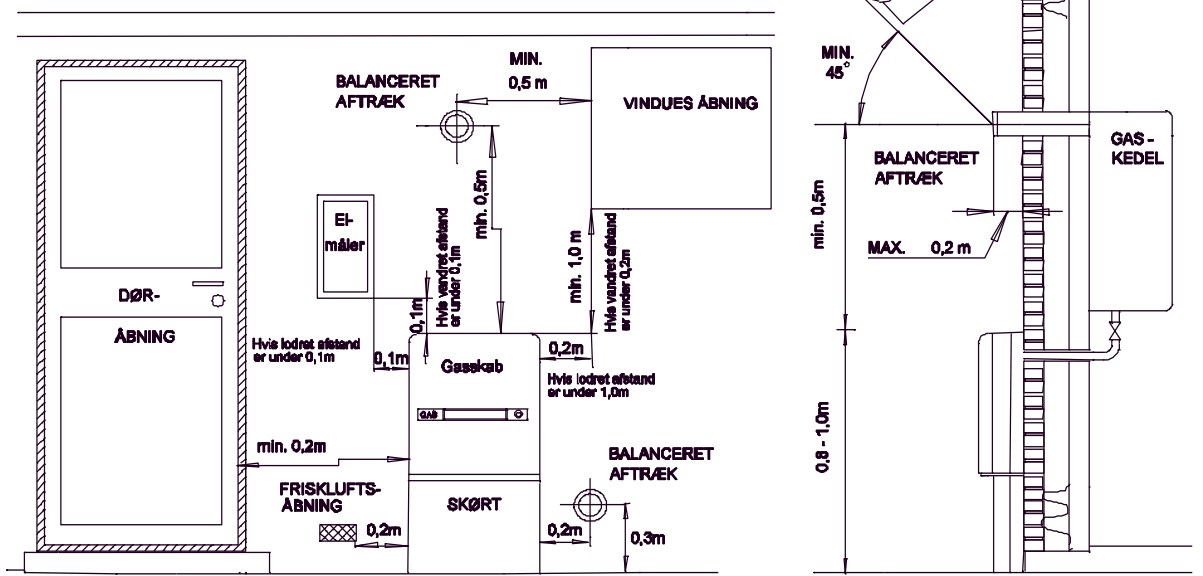 MIN.
0,5 m
BALANCERET
AFTRÆK
VINDUES ÅBNING
min. 0,5m
El-
måler
Hvis vandret afstand
er under 0,1m
min. 1,0 m
Hvis vandret afstand
er under 0,2m
DØR-
ÅBNING
0,1m
Hvis lodret afstand
er under 0,1m
0,1m
Gasskab
0,2m
Hvis lodret afstand
er under 1,0m
GAS
min. 0,2m
BALANCERET
AFTRÆK
FRISKLUFTS-
ÅBNING
SKØRT
0,2m
0,2m
0,3m
MIN.
45°
GAS -
KEDEL
BALANCERET
AFTRÆK
min. 0,5m
MAX. 0,2 m
0,8 - 1,0m